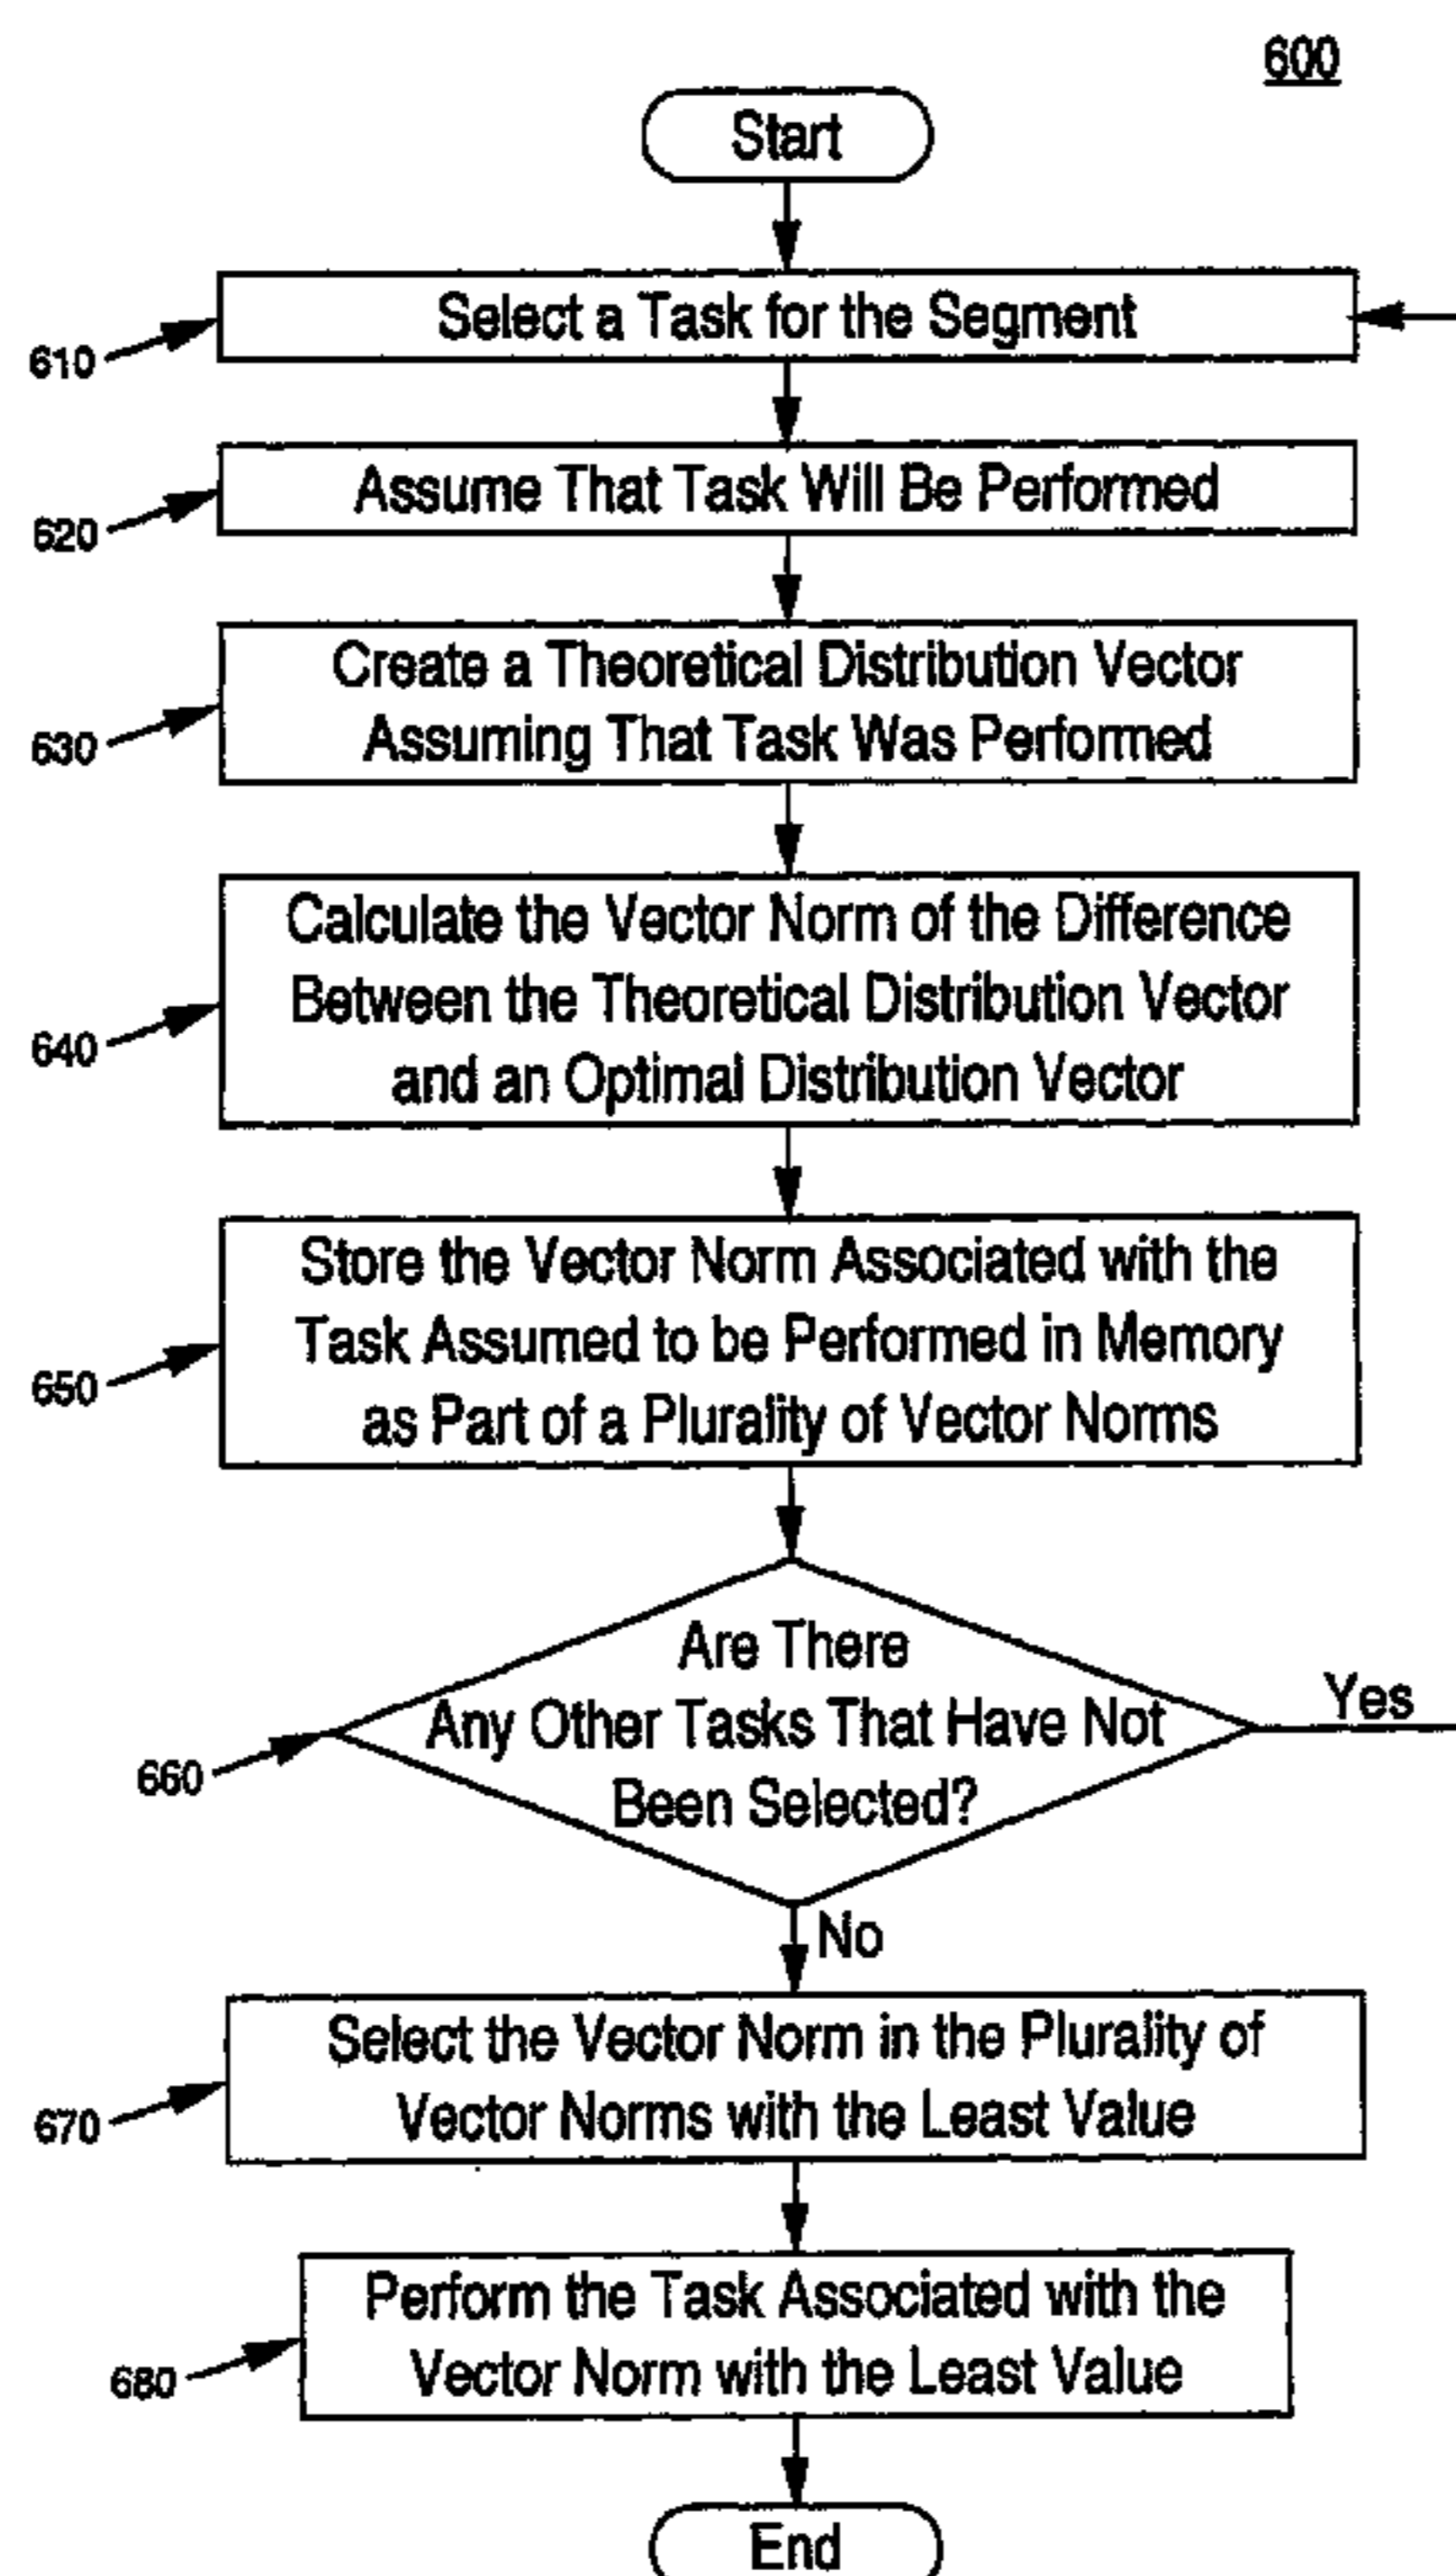 600
Start
Select a Task for the Segment
610
Assume That Task Will Be Performed
620
Create a Theoretical Distribution Vector
Assuming That Task Was Performed
630
Calculate the Vector Norm of the Difference
Between the Theoretical Distribution Vector
and an Optimal Distribution Vector
640
Store the Vector Norm Associated with the
Task Assumed to be Performed in Memory
as Part of a Plurality of Vector Norms
650
Are There
Any Other Tasks That Have Not
Been Selected?
Yes
660
No
Select the Vector Norm in the Plurality of
Vector Norms with the Least Value
670
Perform the Task Associated with the
Vector Norm with the Least Value
680
End